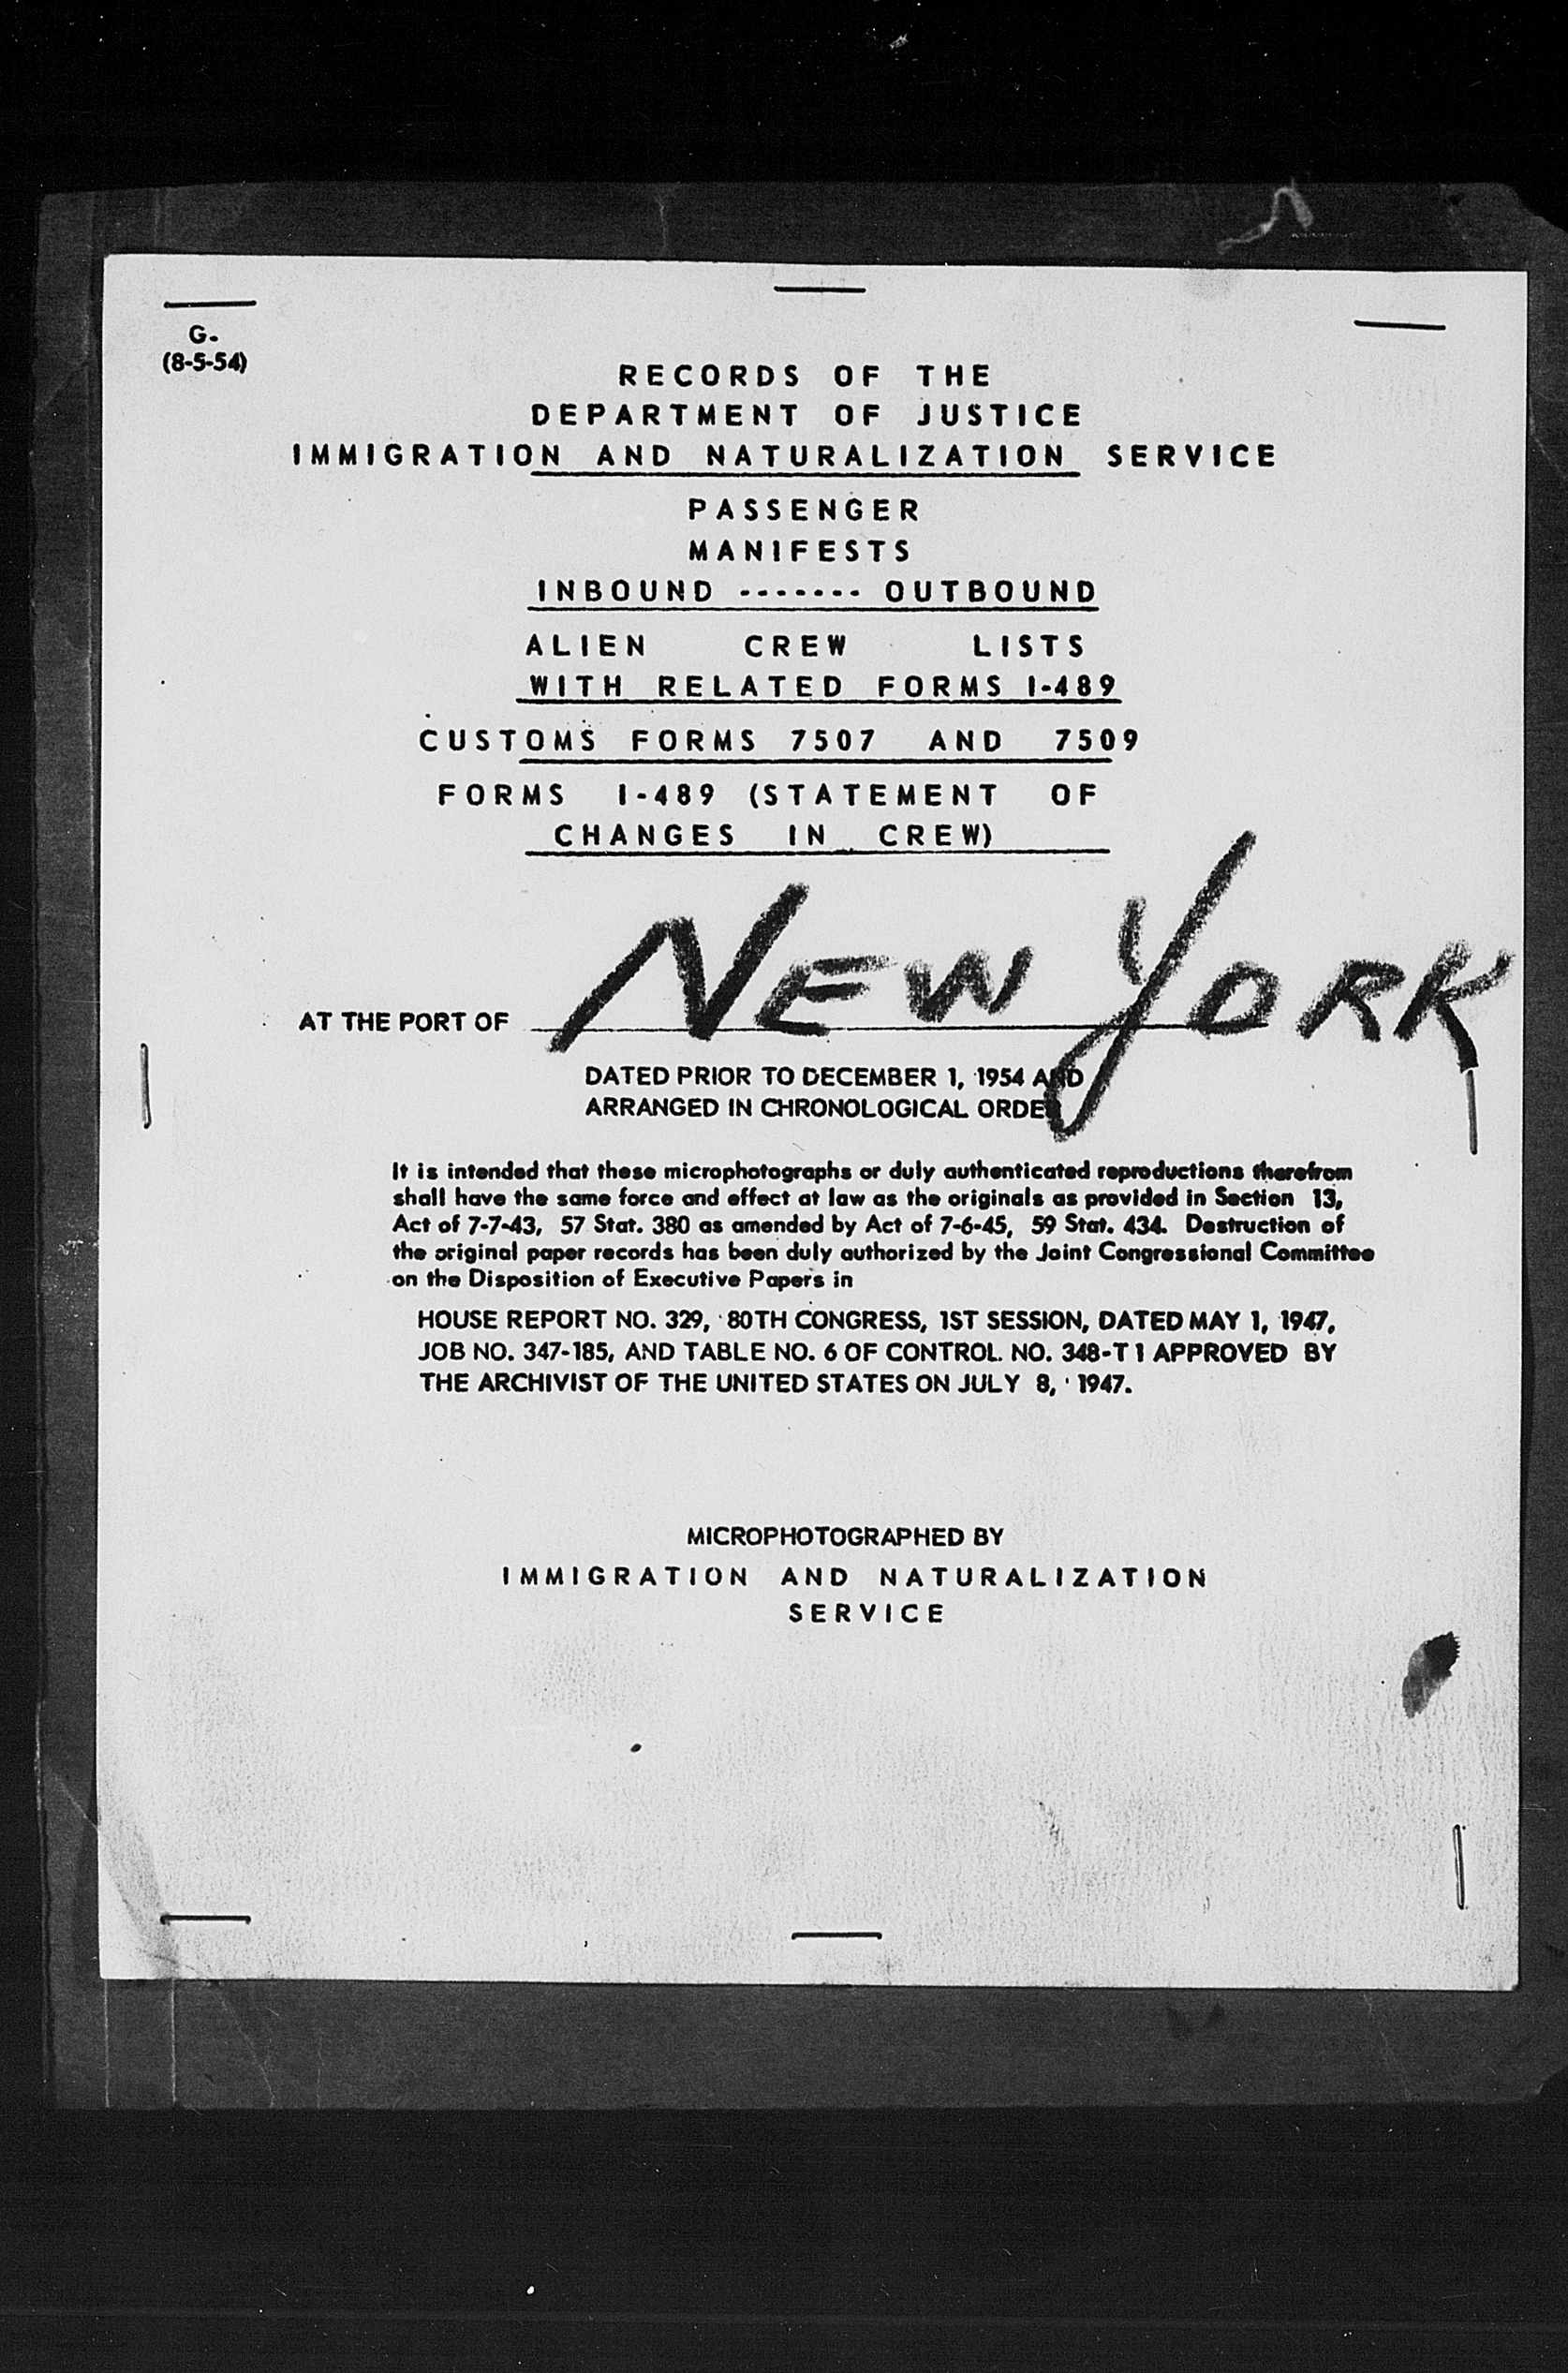 G.
(8-5-54)
RECORDS OF THE
DEPARTMENT OF JUSTICE
IMMIGRATION AND NATURALIZATION SERVICE
PASSENGER
MANIFESTS
INBOUND ------- OUTBOUND
ALIEN CREW LISTS
WITH RELATED FORMS I-489
CUSTOMS FORMS 7507 AND 7509
FORMS I-489 (STATEMENT OF
CHANGES IN CREW)
AT THE PORT OF NEW YORK
DATED PRIOR TO DECEMBER 1, 1954 AND
ARRANGED IN CHRONOLOGICAL ORDER
It is intended that these microphotographs or duly authenticated reproductions therefrom
shall have the same force and effect at law as the originals as provided in Section 13,
Act of 7-7-43, 57 Stat. 380 as amended by Act of 7-6-45, 59 Stat. 434. Destruction of
the original paper records has been duly authorized by the Joint Congressional Committee
on the Disposition of Executive Papers in
HOUSE REPORT NO. 329, 80TH CONGRESS, 1ST SESSION, DATED MAY 1, 1947,
JOB NO. 347-185, AND TABLE NO. 6 OF CONTROL. NO. 348-T1 APPROVED BY
THE ARCHIVIST OF THE UNITED STATES ON JULY 8, 1947.
MICROPHOTOGRAPHED BY
IMMIGRATION AND NATURALIZATION
SERVICE